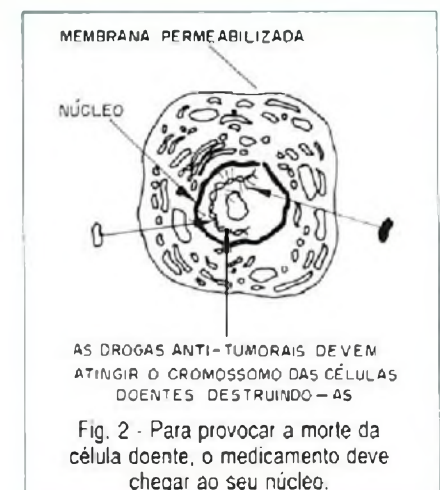 MEMBRANA PERMEABILIZADA
NÚCLEO
AS DROGAS ANTI-TUMORAIS DEVEM
ATINGIR O CROMOSSOMO DAS CÉLULAS
DOENTES DESTRUINDO-AS
Fig. 2 - Para provocar a morte da
célula doente, o medicamento deve
chegar ao seu núcleo.